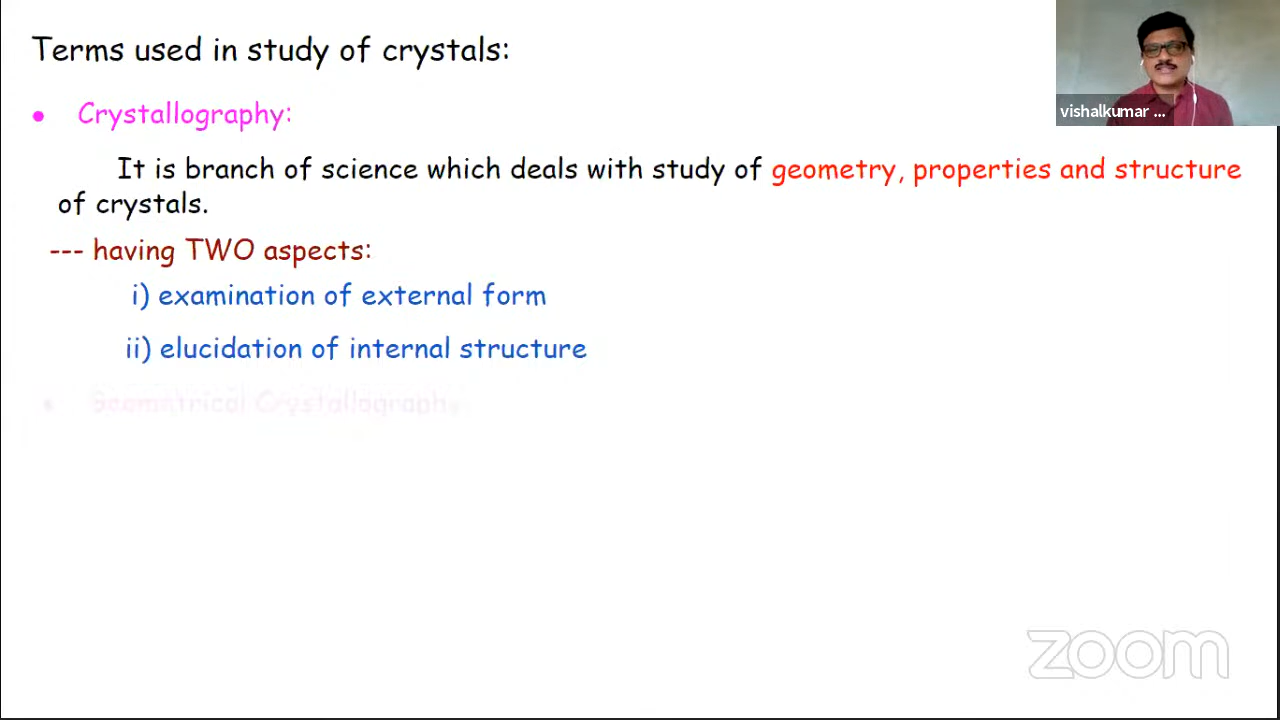 Terms used in study of crystals:
vishalkumar ...
• Crystallography:
It is branch of science which deals with study of geometry, properties and structure
of crystals.
--- having TWO aspects:
i) examination of external form
ii) elucidation of internal structure
• Geometrical Crystallography
zoom